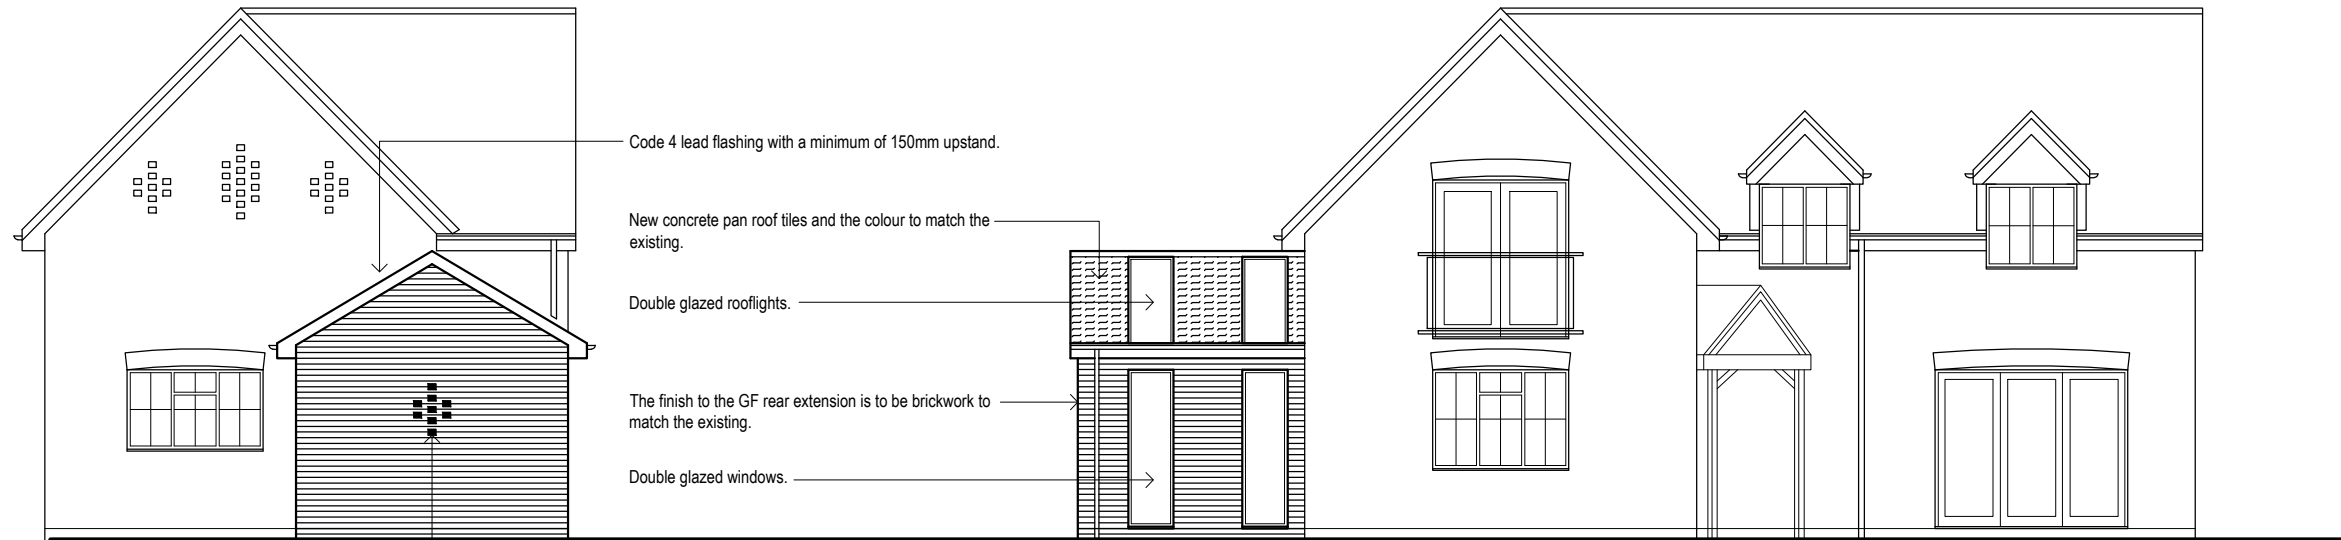 Code 4 lead flashing with a minimum of 150mm upstand.
New concrete pan roof tiles and the colour to match the
existing.
Double glazed rooflights.
The finish to the GF rear extension is to be brickwork to
match the existing.
Double glazed windows.